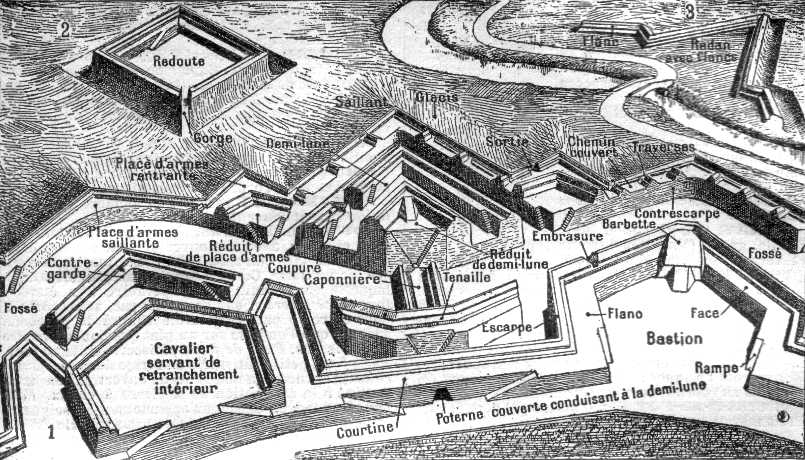 2
3
Redoute
Flanc
Redan
avec flancs
Gorge
Saillant
Glacis
Demi-lune
Sortie
Chemin
couvert
Traverses
Place d'armes
rentrante
Place d'armes
saillante
Réduit
de place d'armes
Coupure
Caponnière
Réduit
de demi-lune
Tenaille
Embrasure
Contrescarpe
Barbette
Fossé
Contre-
garde
Fossé
Escarpe
Flanc
Bastion
Face
Rampe
Cavalier
servant de
retranchement
intérieur
1
Courtine
Poterne couverte conduisant à la demi-lune